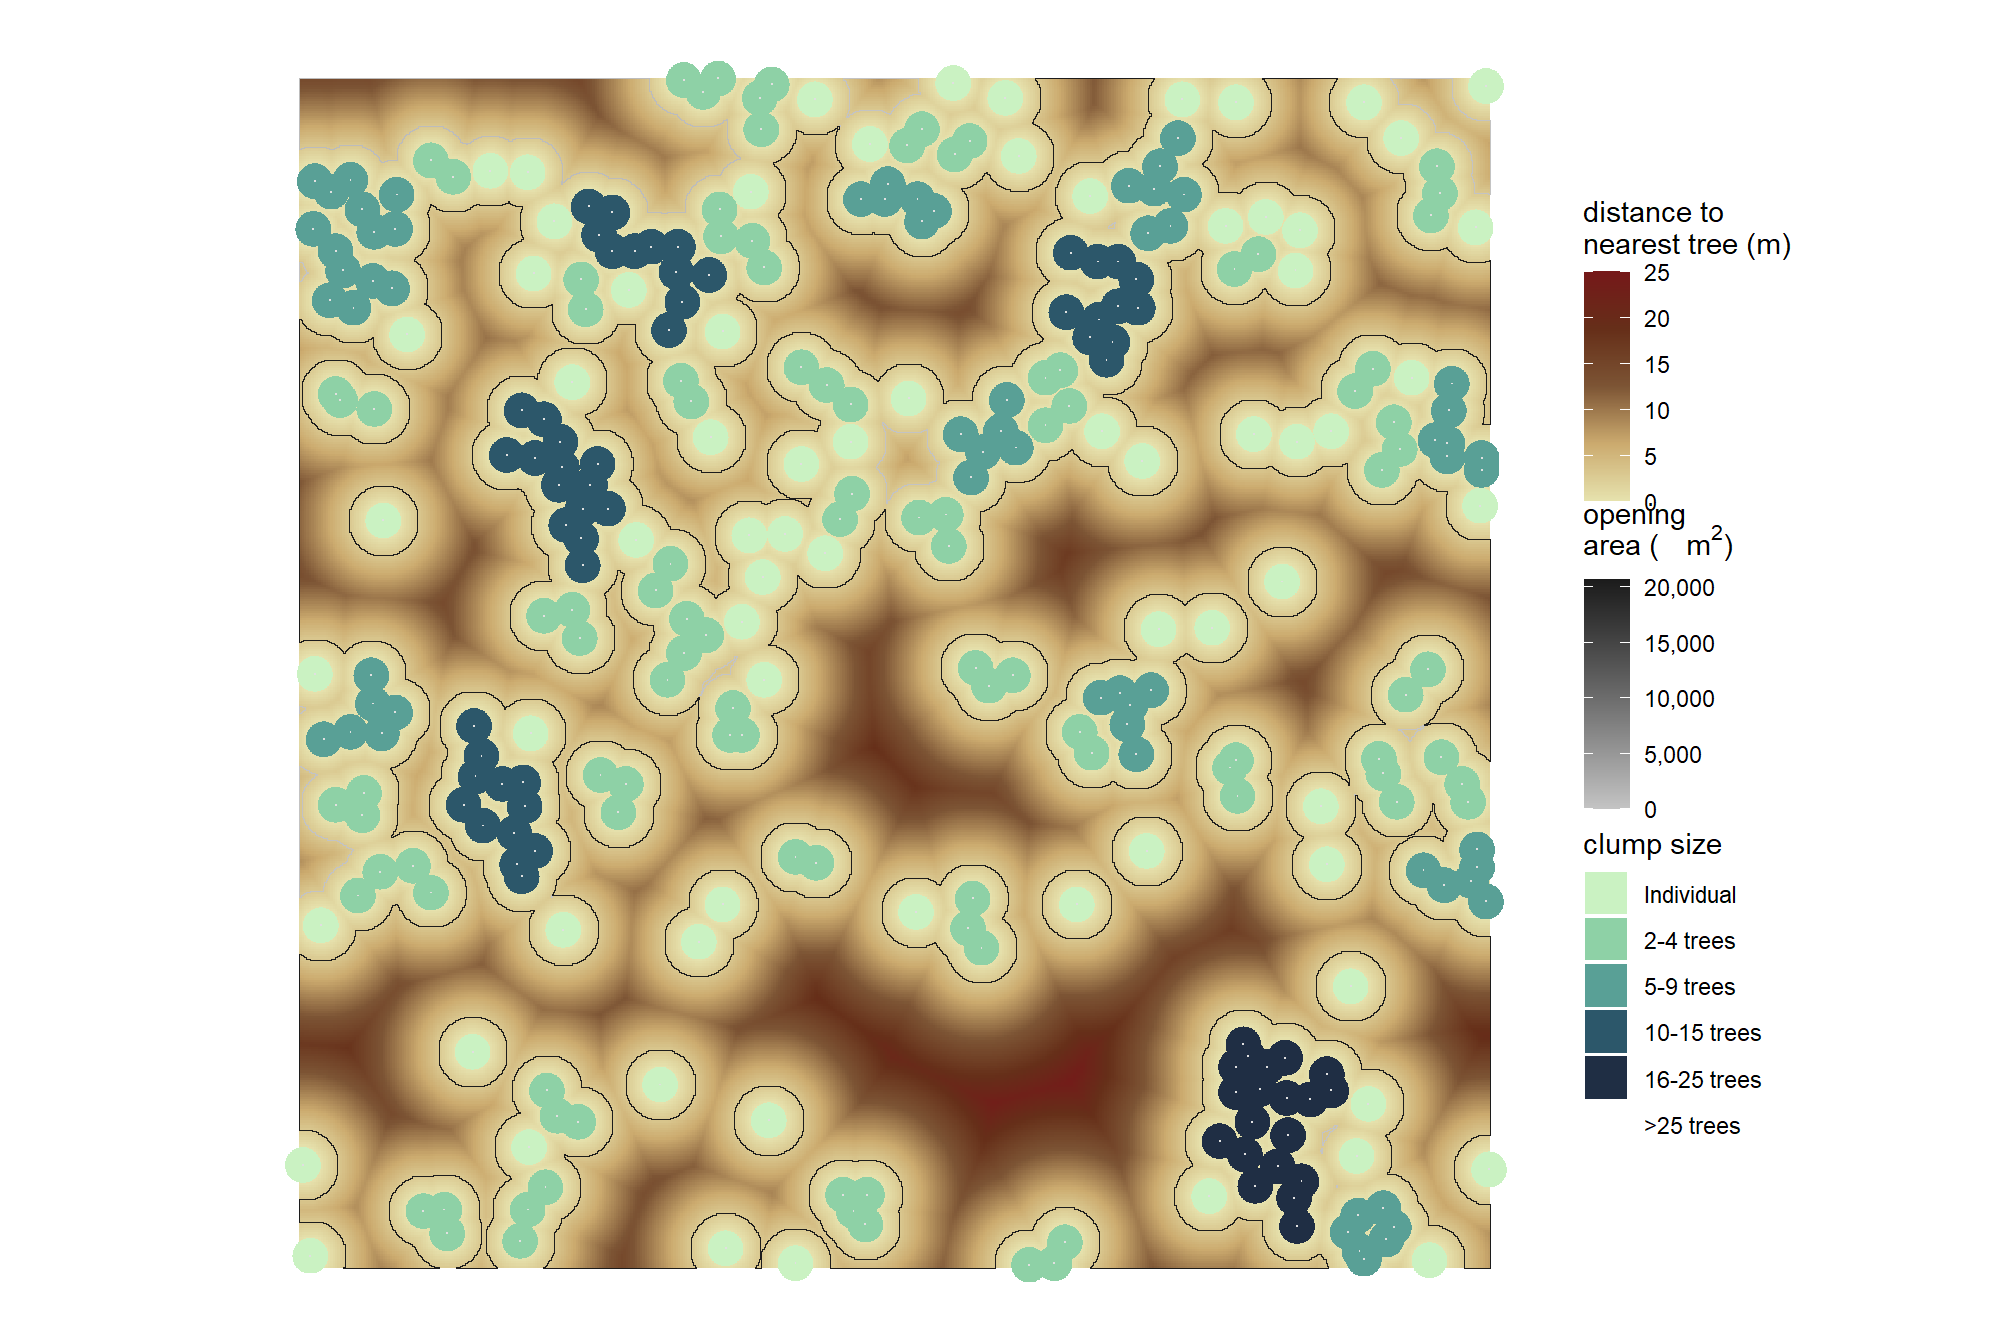 distance to
nearest tree (m)
25
20
15
10
5
0
opening
area ( m²)
20,000
15,000
10,000
5,000
0
clump size
Individual
2-4 trees
5-9 trees
10-15 trees
16-25 trees
>25 trees